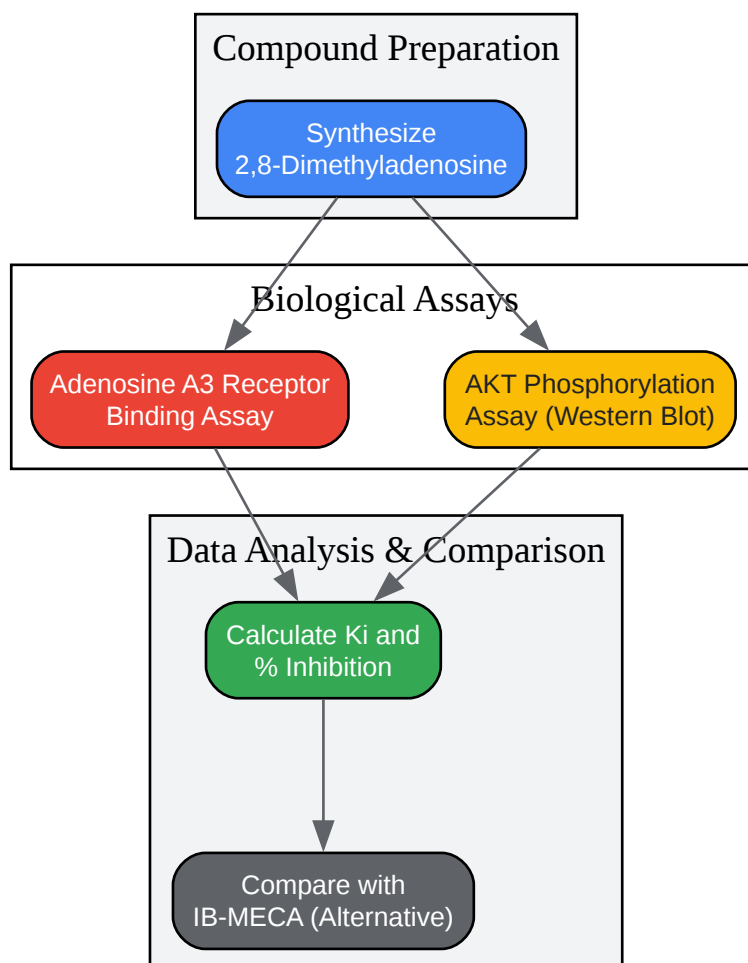 Compound Preparation
Synthesize
2,8-Dimethyladenosine
Biological Assays
Adenosine A3 Receptor
Binding Assay
AKT Phosphorylation
Assay (Western Blot)
Data Analysis & Comparison
Calculate Ki and
% Inhibition
Compare with
IB-MECA (Alternative)